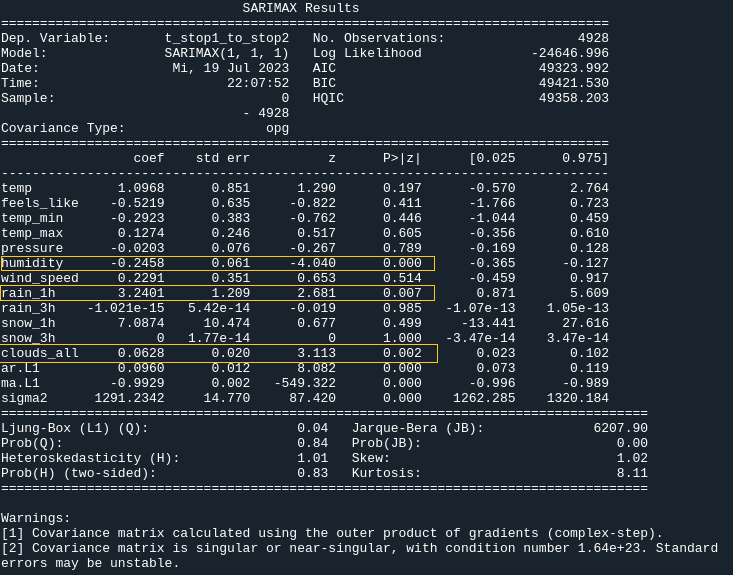 SARIMAX Results
==============================================================================
Dep. Variable: t_stop1_to_stop2 No. Observations: 4928
Model: SARIMAX(1, 1, 1) Log Likelihood -24646.996
Date: Mi, 19 Jul 2023 AIC 49323.992
Time: 22:07:52 BIC 49421.530
Sample: 0 HQIC 49358.203
- 4928
Covariance Type: opg
==============================================================================
coef std err z P>|z| [0.025 0.975]
------------------------------------------------------------------------------
temp 1.0968 0.851 1.290 0.197 -0.570 2.764
feels_like -0.5219 0.635 -0.822 0.411 -1.766 0.723
temp_min -0.2923 0.383 -0.762 0.446 -1.044 0.459
temp_max 0.1274 0.246 0.517 0.605 -0.356 0.610
pressure -0.0203 0.076 -0.267 0.789 -0.169 0.128
humidity -0.2458 0.061 -4.040 0.000 -0.365 -0.127
wind_speed 0.2291 0.351 0.653 0.514 -0.459 0.917
rain_1h 3.2401 1.209 2.681 0.007 0.871 5.609
rain_3h -1.021e-15 5.42e-14 -0.019 0.985 -1.07e-13 1.05e-13
snow_1h 7.0874 10.474 0.677 0.499 -13.441 27.616
snow_3h 0 1.77e-14 0 1.000 -3.47e-14 3.47e-14
clouds_all 0.0628 0.020 3.113 0.002 0.023 0.102
ar.L1 0.0960 0.012 8.082 0.000 0.073 0.119
ma.L1 -0.9929 0.002 -549.322 0.000 -0.996 -0.989
sigma2 1291.2342 14.770 87.420 0.000 1262.285 1320.184
===================================================================================
Ljung-Box (L1) (Q): 0.04 Jarque-Bera (JB): 6207.90
Prob(Q): 0.84 Prob(JB): 0.00
Heteroskedasticity (H): 1.01 Skew: 1.02
Prob(H) (two-sided): 0.83 Kurtosis: 8.11
===================================================================================
Warnings:
[1] Covariance matrix calculated using the outer product of gradients (complex-step).
[2] Covariance matrix is singular or near-singular, with condition number 1.64e+23. Standard
errors may be unstable.